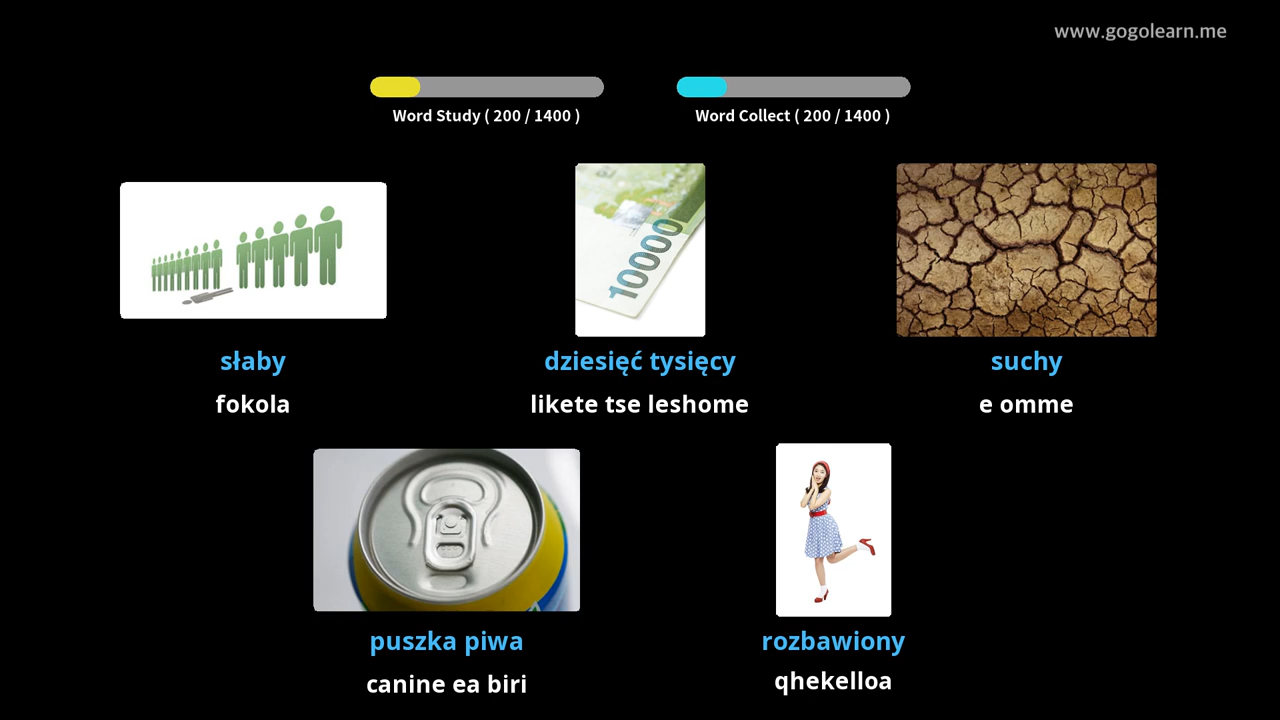 www.gogolearn.me
Word Study ( 200 / 1400 )
Word Collect ( 200 / 1400 )
10000
słaby
fokola
dziesięć tysięcy
likete tse leshome
suchy
e omme
puszka piwa
canine ea biri
rozbawiony
qhekelloa